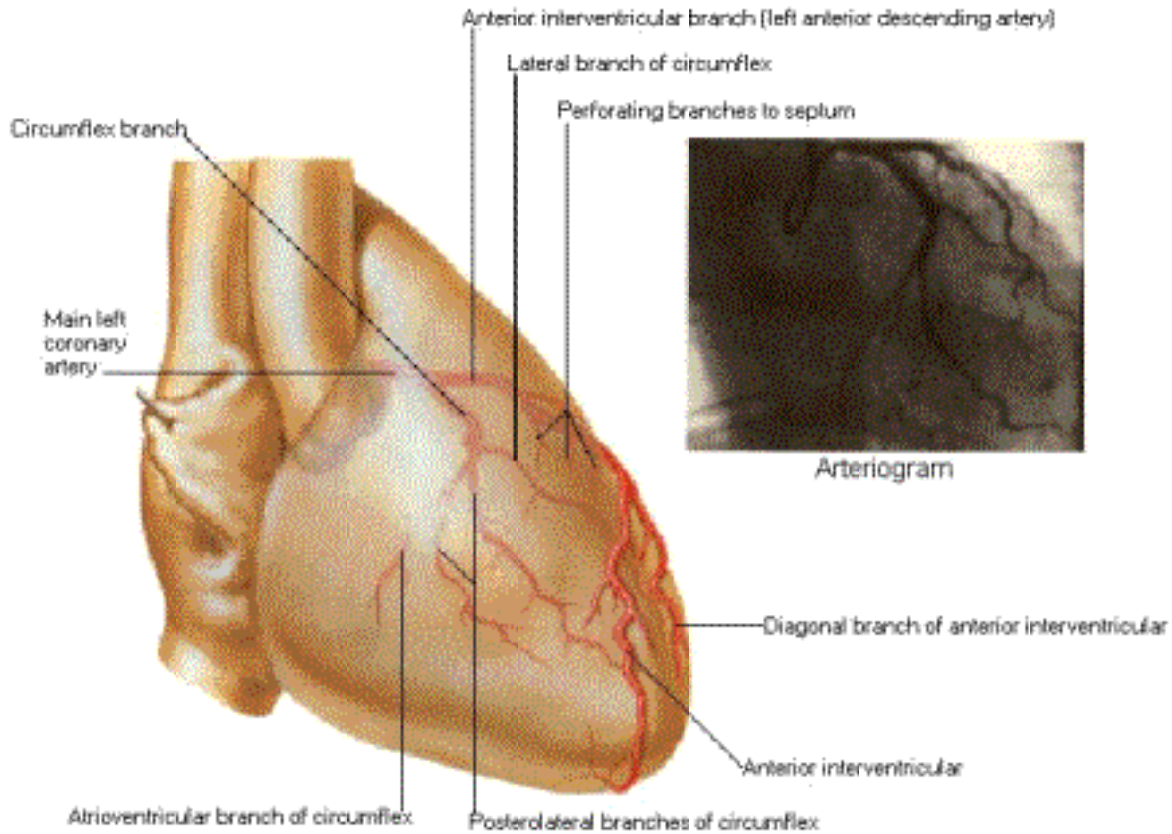 Anterior interventricular branch (left anterior descending artery)
Lateral branch of circumflex
Perforating branches to septum
Circumflex branch
Main left
coronary
artery
Arteriogram
Diagonal branch of anterior interventricular
Anterior interventricular
Atrioventricular branch of circumflex
Posterolateral branches of circumflex